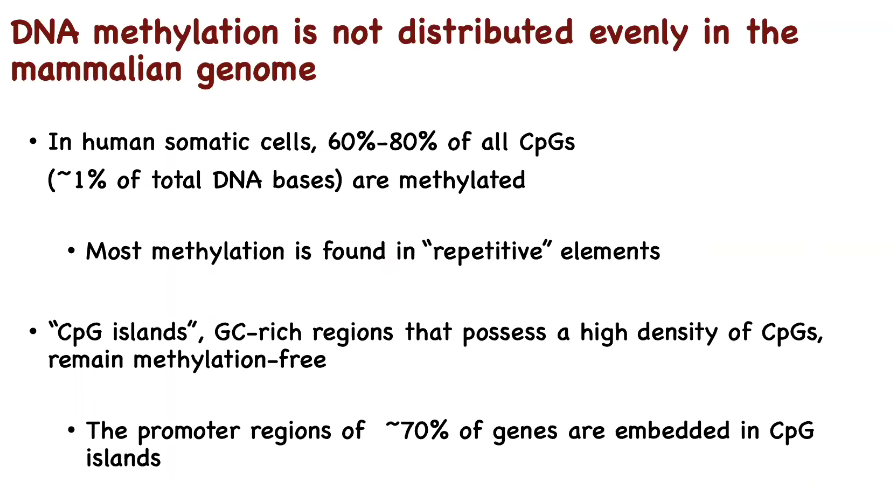 DNA methylation is not distributed evenly in the
mammalian genome
• In human somatic cells, 60%-80% of all CpGs
(~1% of total DNA bases) are methylated
• Most methylation is found in “repetitive” elements
• “CpG islands”, GC-rich regions that possess a high density of CpGs,
remain methylation-free
• The promoter regions of ~70% of genes are embedded in CpG
islands